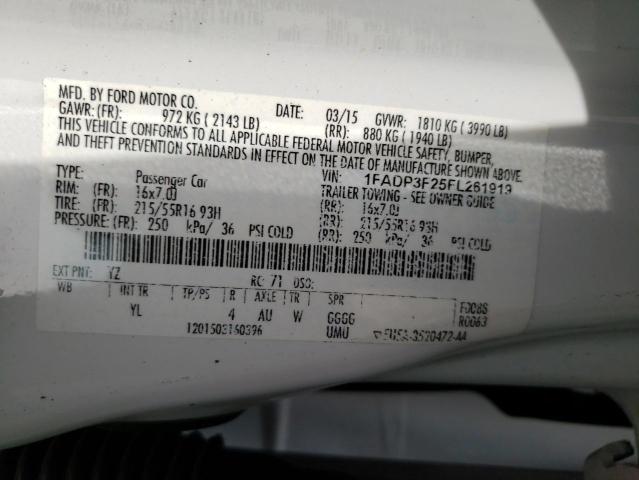 MFD. BY FORD MOTOR CO.
DATE: 03/15 GVWR: 1810 KG ( 3990 LB)
GAWR: (FR): 972 KG ( 2143 LB) (RR): 880 KG ( 1940 LB)
THIS VEHICLE CONFORMS TO ALL APPLICABLE FEDERAL MOTOR VEHICLE SAFETY, BUMPER,
AND THEFT PREVENTION STANDARDS IN EFFECT ON THE DATE OF MANUFACTURE SHOWN ABOVE.
VIN: 1FADP3F25FL261919
TYPE: Passenger Car TRAILER TOWING - SEE OWNER GUIDE
RIM: (FR): 16x7.0J (RR): 16x7.0J
TIRE: (FR): 215/55R16 93H (RR): 215/55R16 93H
PRESSURE: (FR): 250 kPa/ 36 PSI COLD (RR): 250 kPa/ 36 PSI COLD
EXT PNT: YZ RC: 71 DSO:
WB INT TR TP/PS R AXLE TR SPR
YL 4 AU W GGGG
1201503150396 UMU
F0C8S
R0063